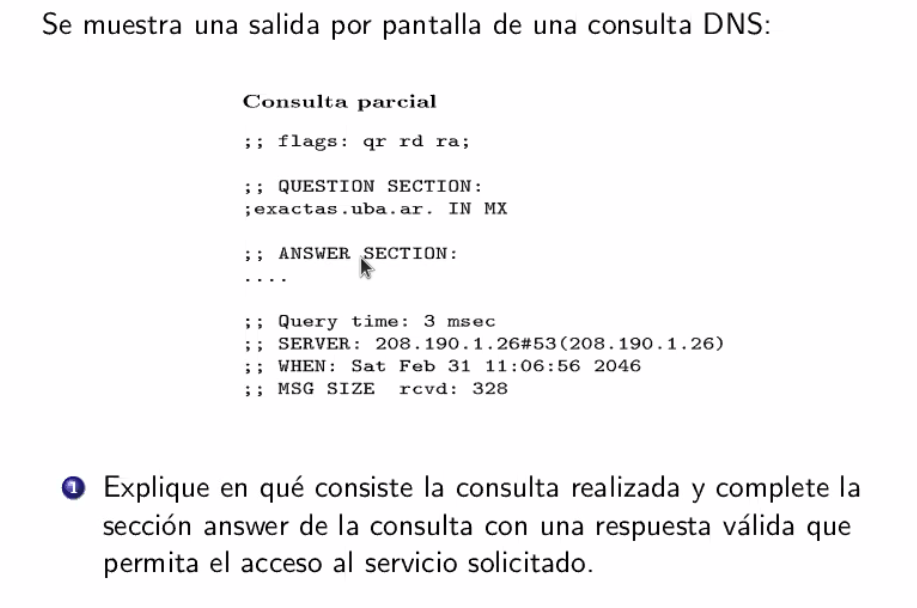 Se muestra una salida por pantalla de una consulta DNS:
Consulta parcial
;; flags: qr rd ra;
;; QUESTION SECTION:
;exactas.uba.ar. IN MX
;; ANSWER SECTION:
....
;; Query time: 3 msec
;; SERVER: 208.190.1.26#53(208.190.1.26)
;; WHEN: Sat Feb 31 11:06:56 2046
;; MSG SIZE  rcvd: 328
1 Explique en qué consiste la consulta realizada y complete la
sección answer de la consulta con una respuesta válida que
permita el acceso al servicio solicitado.